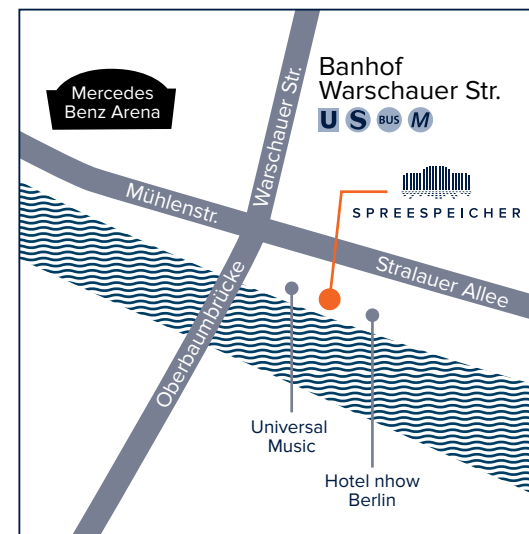 Mercedes
Benz Arena
Warschauer Str.
Banhof
Warschauer Str.
U S BUS M
SPREESPEICHER
Mühlenstr.
Stralauer Allee
Oberbaumbrücke
Universal
Music
Hotel nhow
Berlin